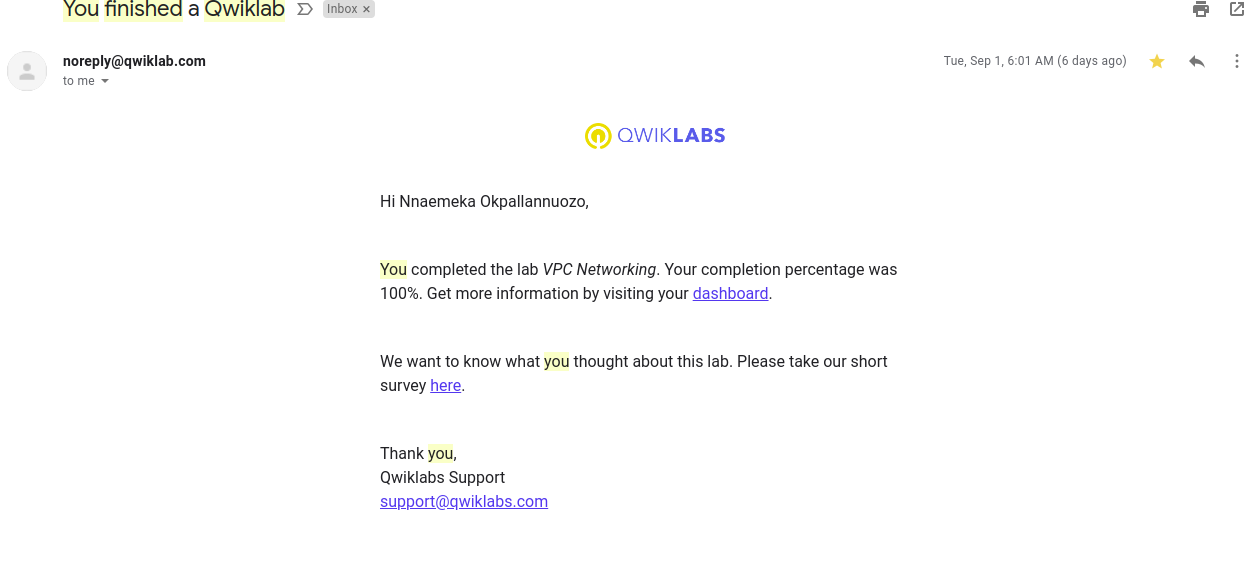 You finished a Qwiklab Inbox ×
noreply@qwiklab.com Tue, Sep 1, 6:01 AM (6 days ago)
to me
QWIKLABS
Hi Nnaemeka Okpallannuozo,
You completed the lab VPC Networking. Your completion percentage was
100%. Get more information by visiting your dashboard.
We want to know what you thought about this lab. Please take our short
survey here.
Thank you,
Qwiklabs Support
support@qwiklabs.com